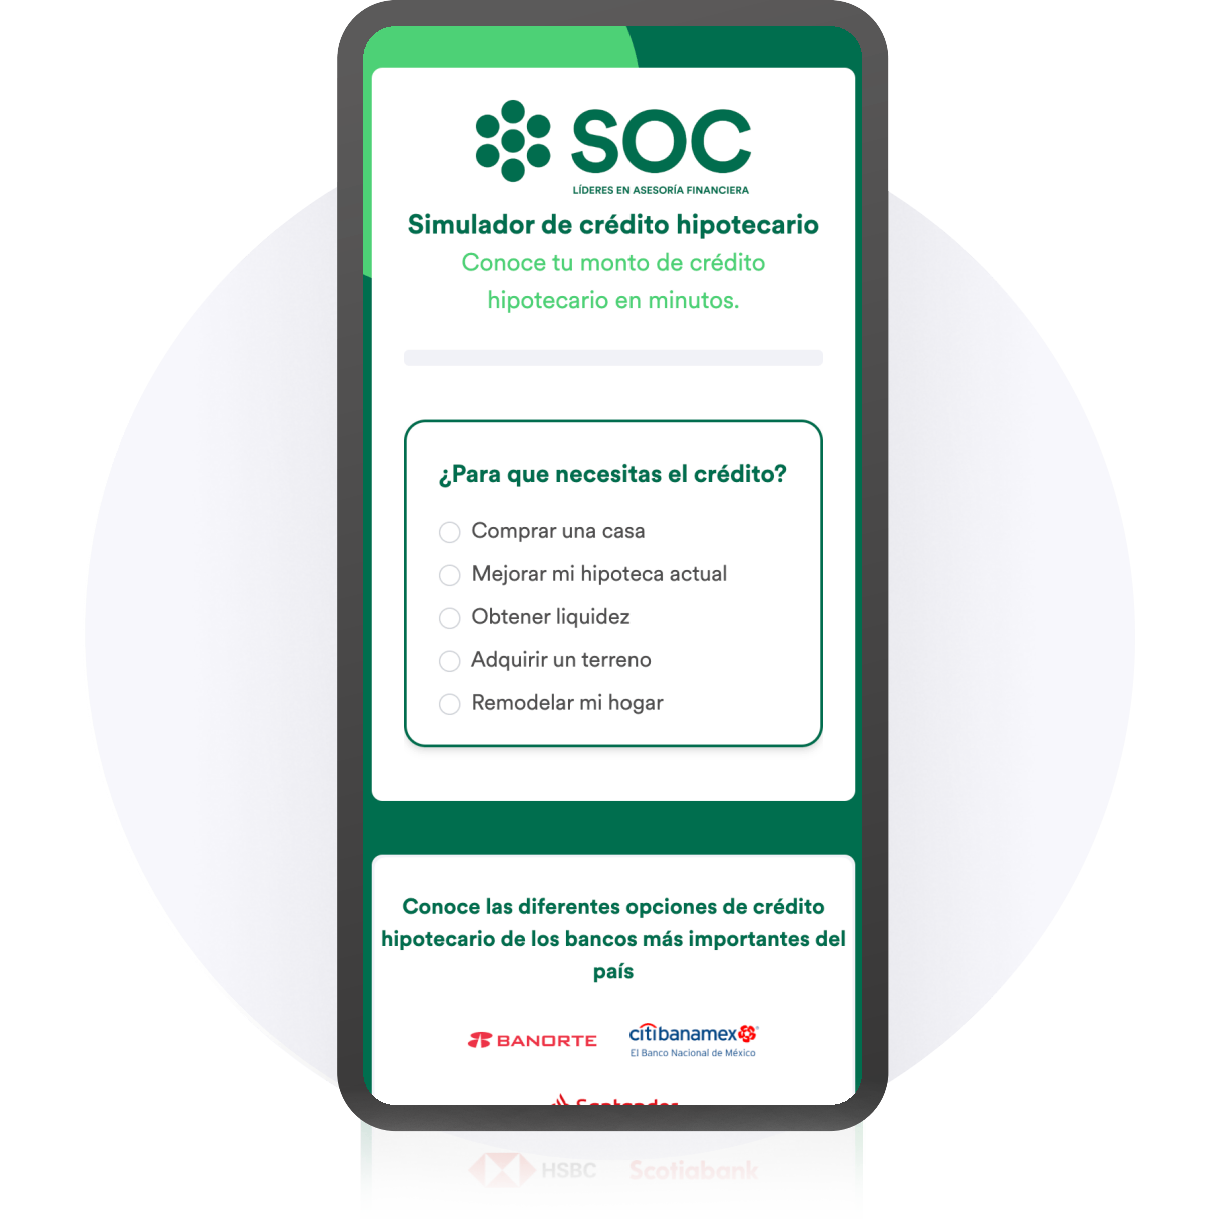 SOC
LÍDERES EN ASESORÍA FINANCIERA
Simulador de crédito hipotecario
Conoce tu monto de crédito
hipotecario en minutos.
¿Para que necesitas el crédito?
Comprar una casa
Mejorar mi hipoteca actual
Obtener liquidez
Adquirir un terreno
Remodelar mi hogar
Conoce las diferentes opciones de crédito
hipotecario de los bancos más importantes del
país
BANORTE
citibanamex
El Banco Nacional de México
Santander
HSBC
Scotiabank